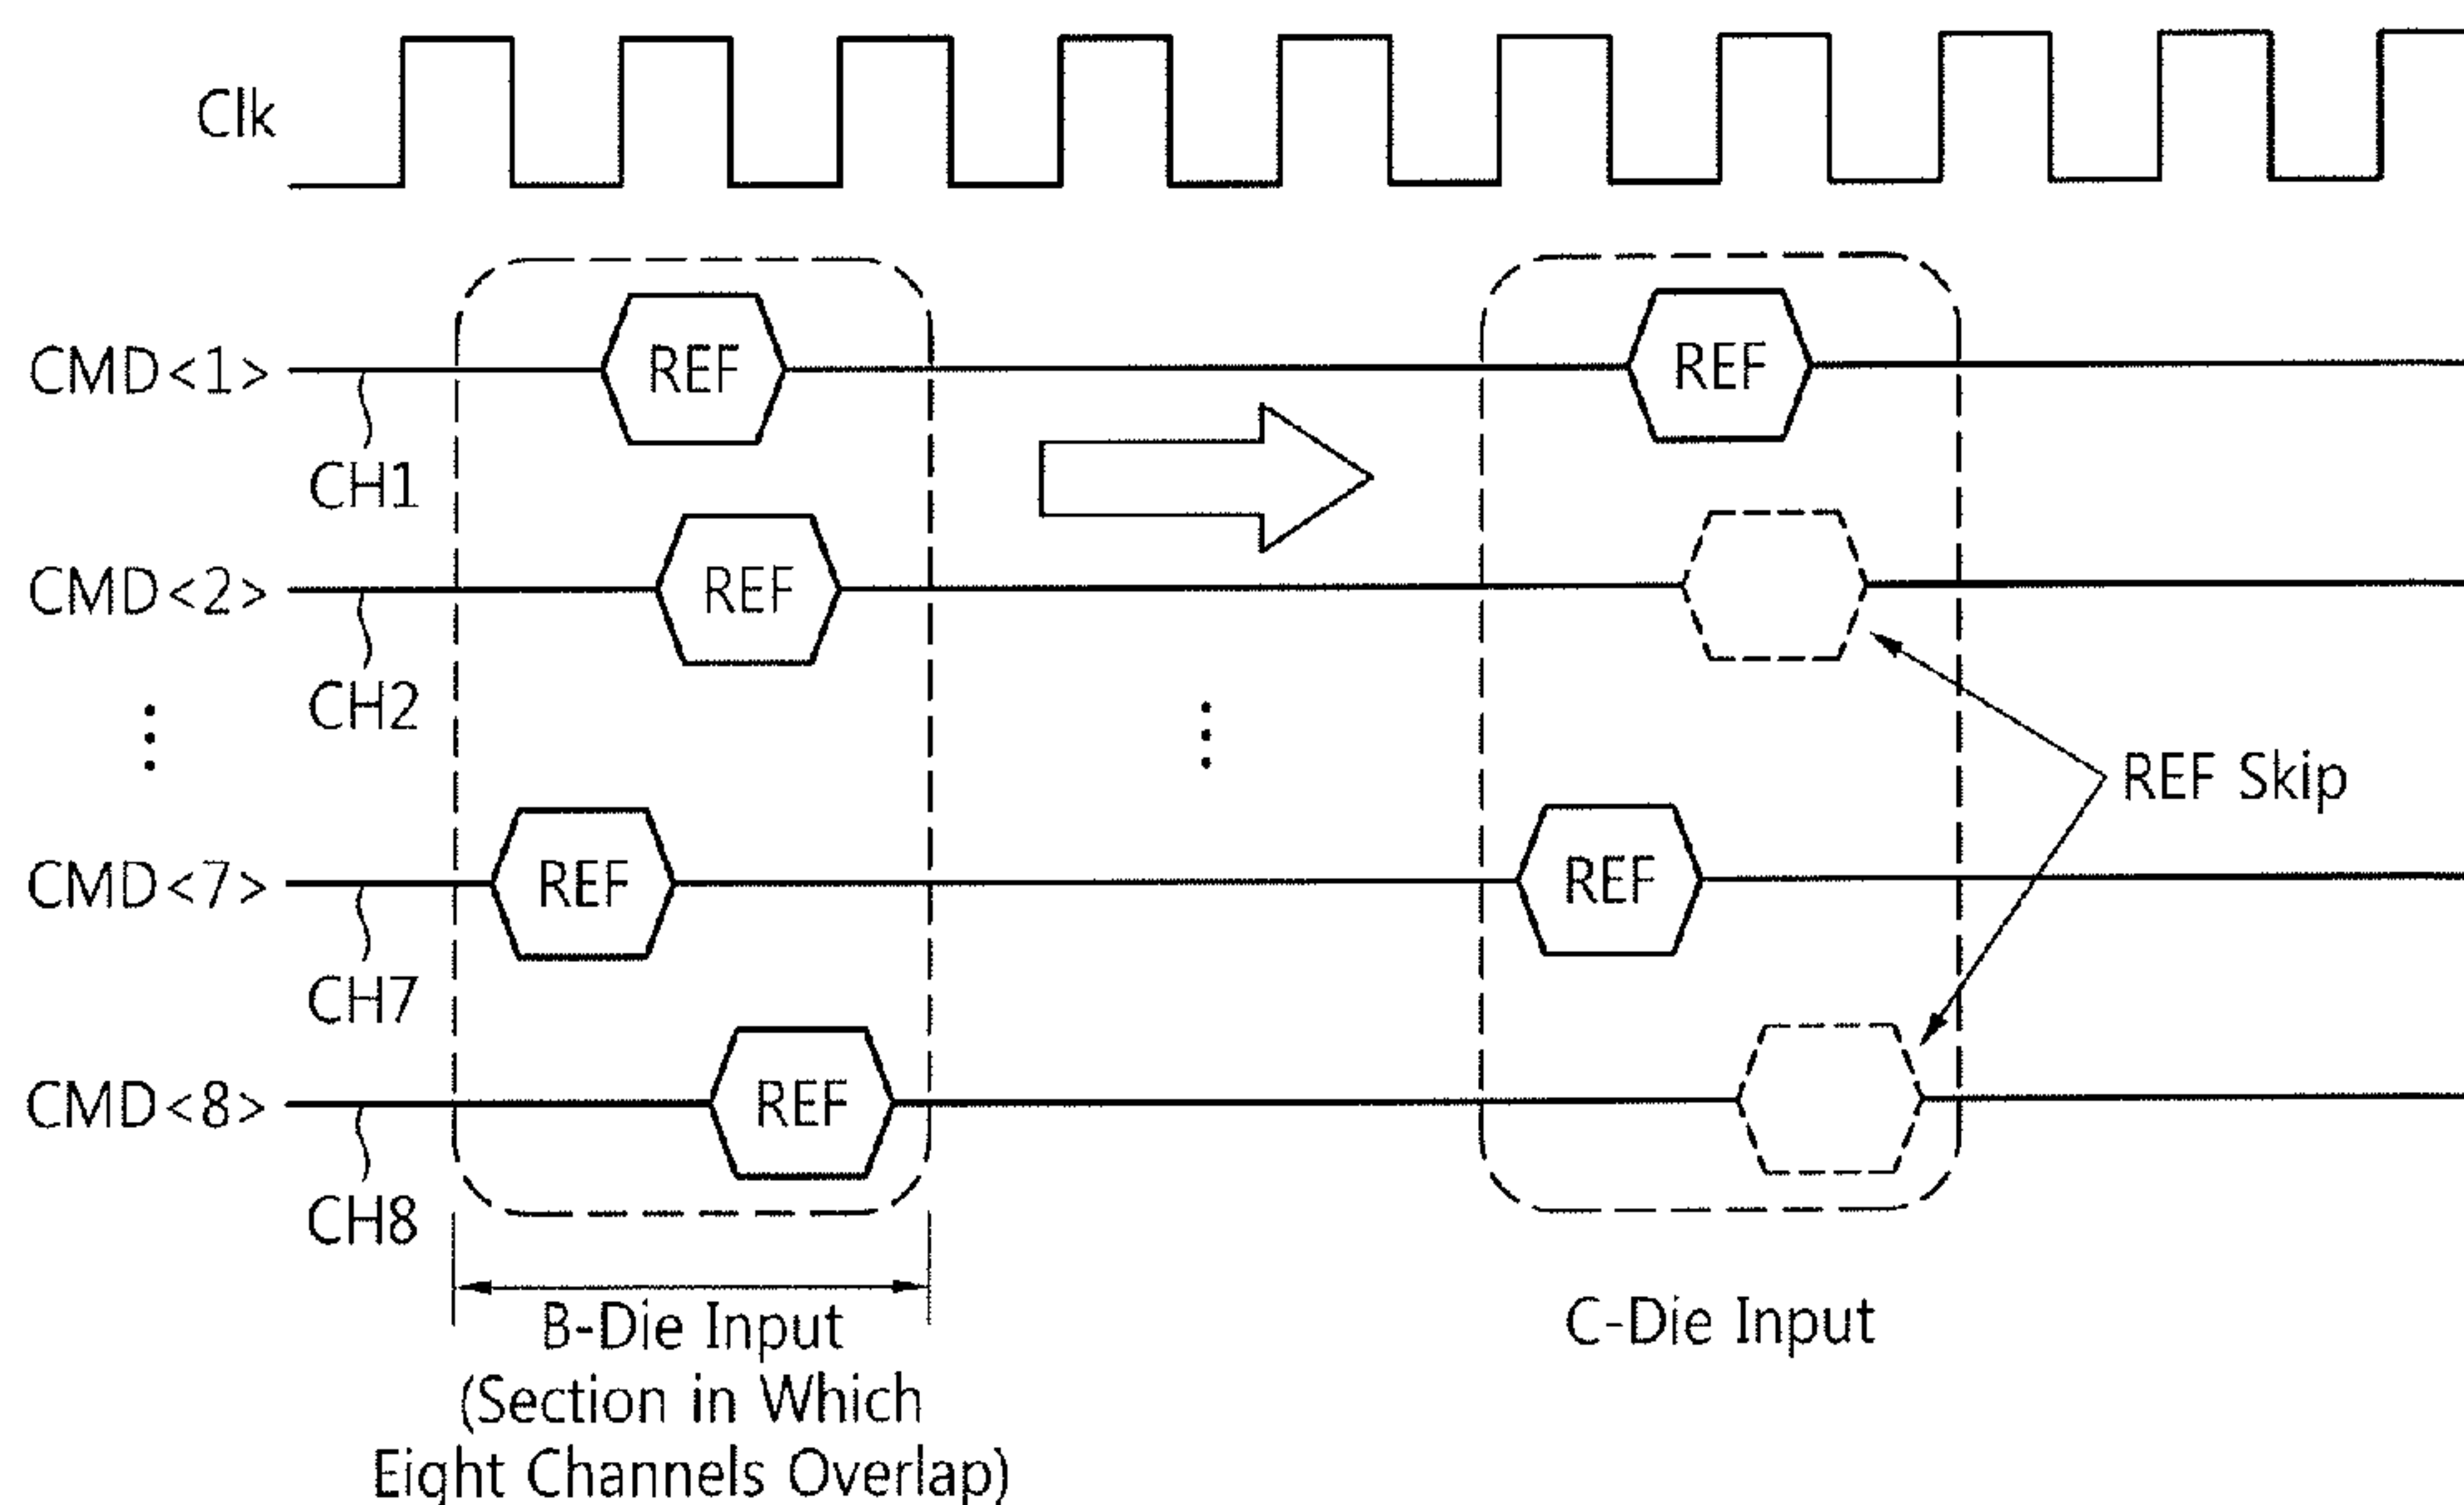 Clk
CMD<1>
REF
REF
CH1
CMD<2>
REF
CH2
REF Skip
CMD<7>
REF
REF
CH7
CMD<8>
REF
CH8
B-Die Input
(Section in Which
Eight Channels Overlap)
C-Die Input